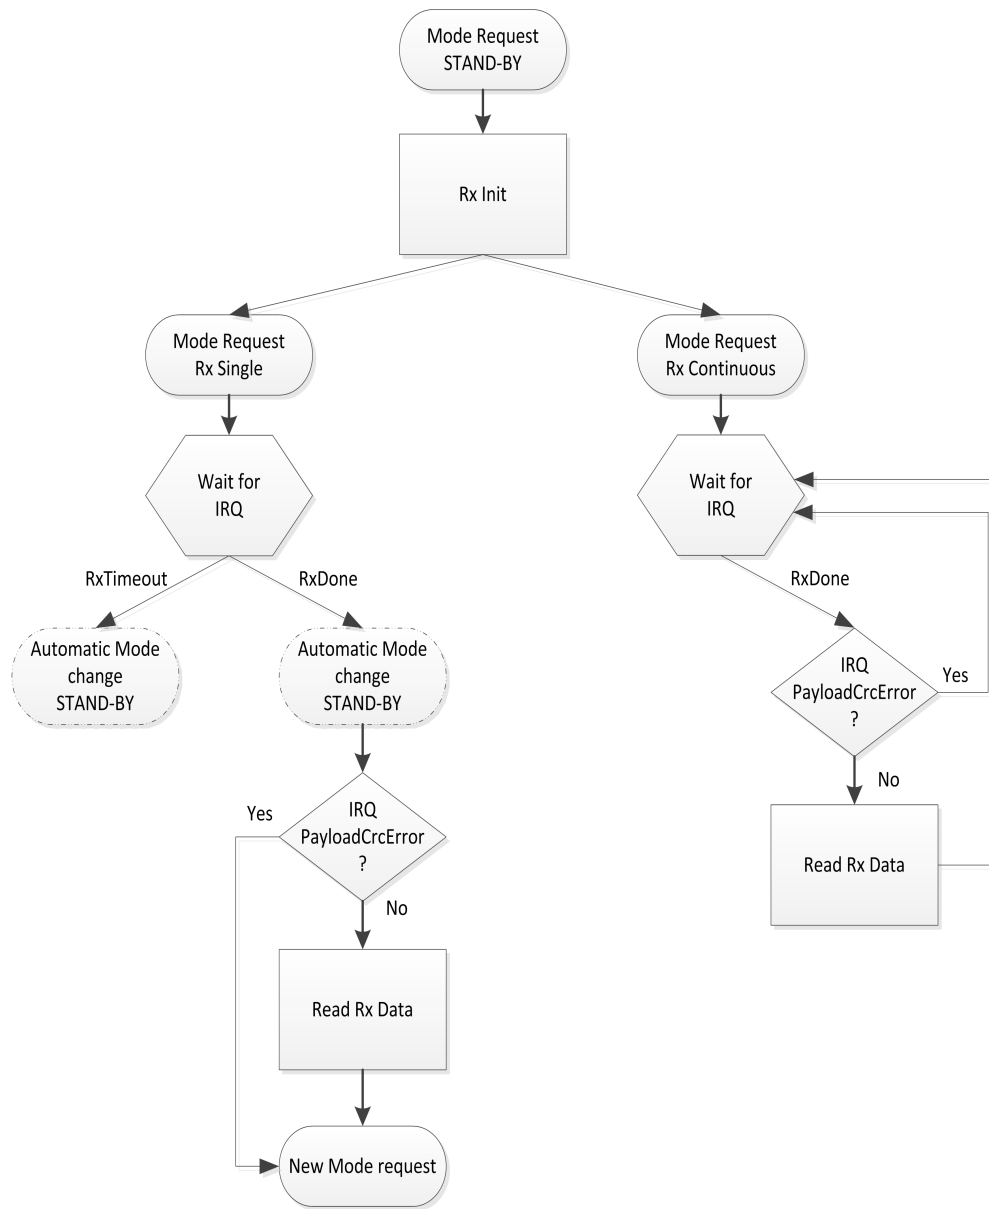 Mode Request
STAND-BY
Rx Init
Mode Request
Rx Single
Mode Request
Rx Continuous
Wait for
IRQ
Wait for
IRQ
RxTimeout
RxDone
RxDone
Automatic Mode
change
STAND-BY
Automatic Mode
change
STAND-BY
IRQ
PayloadCrcError
?
Yes
No
Read Rx Data
Yes
IRQ
PayloadCrcError
?
No
Read Rx Data
New Mode request